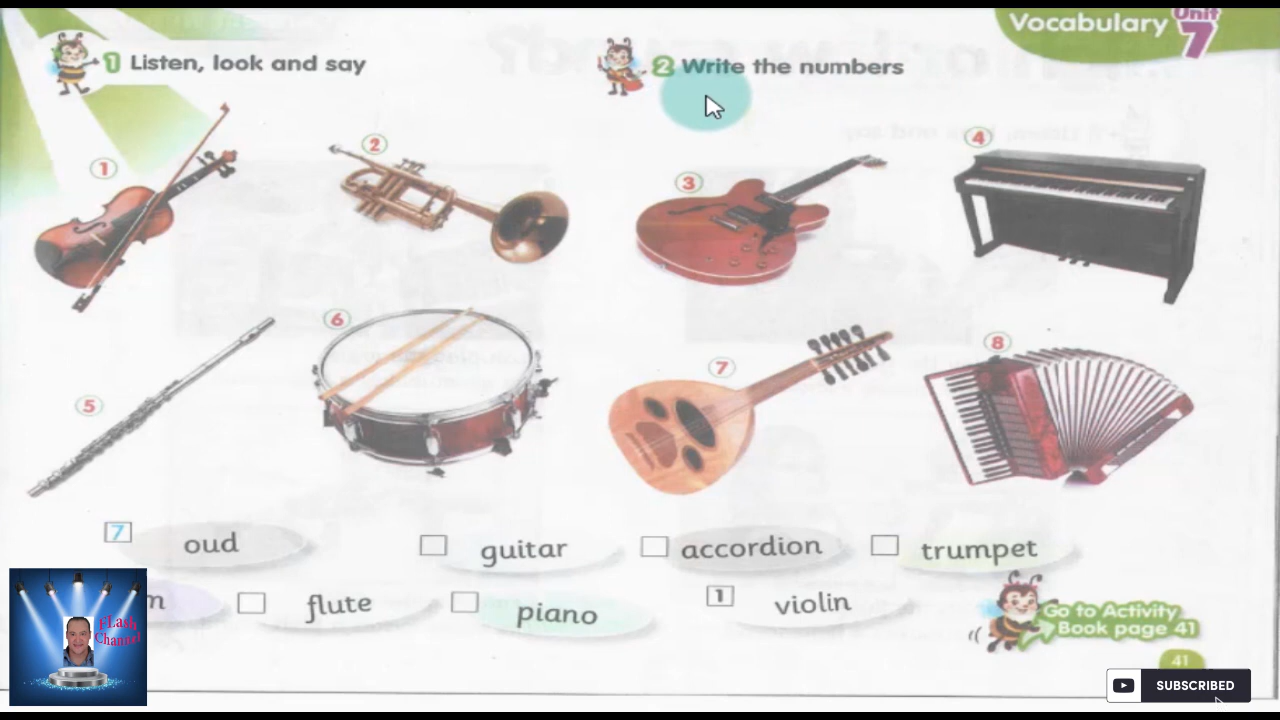 Vocabulary Unit 7
1 Listen, look and say
2 Write the numbers
1
2
3
4
5
6
7
8
7 oud
guitar
accordion
trumpet
m
flute
piano
1 violin
Go to Activity
Book page 41
41
FLash
Channel
SUBSCRIBED